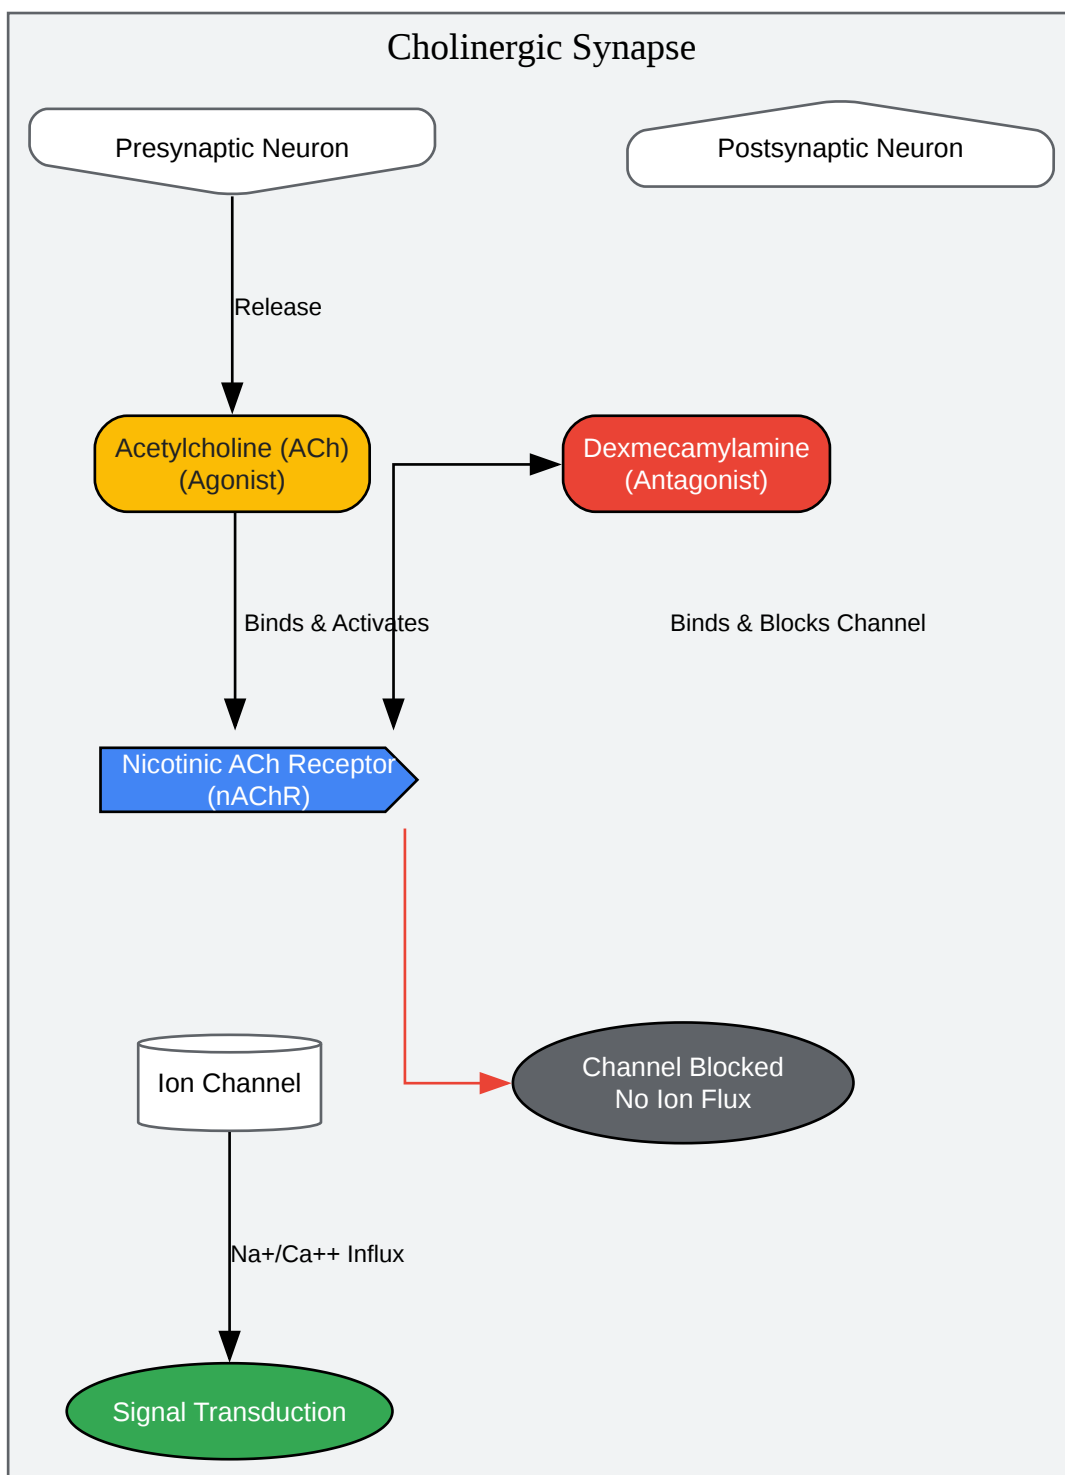 Cholinergic Synapse
Presynaptic Neuron
Postsynaptic Neuron
Release
Acetylcholine (ACh)
(Agonist)
Dexmecamylamine
(Antagonist)
Binds & Activates
Binds & Blocks Channel
Nicotinic ACh Receptor
(nAChR)
Ion Channel
Channel Blocked
No Ion Flux
Na+/Ca++ Influx
Signal Transduction